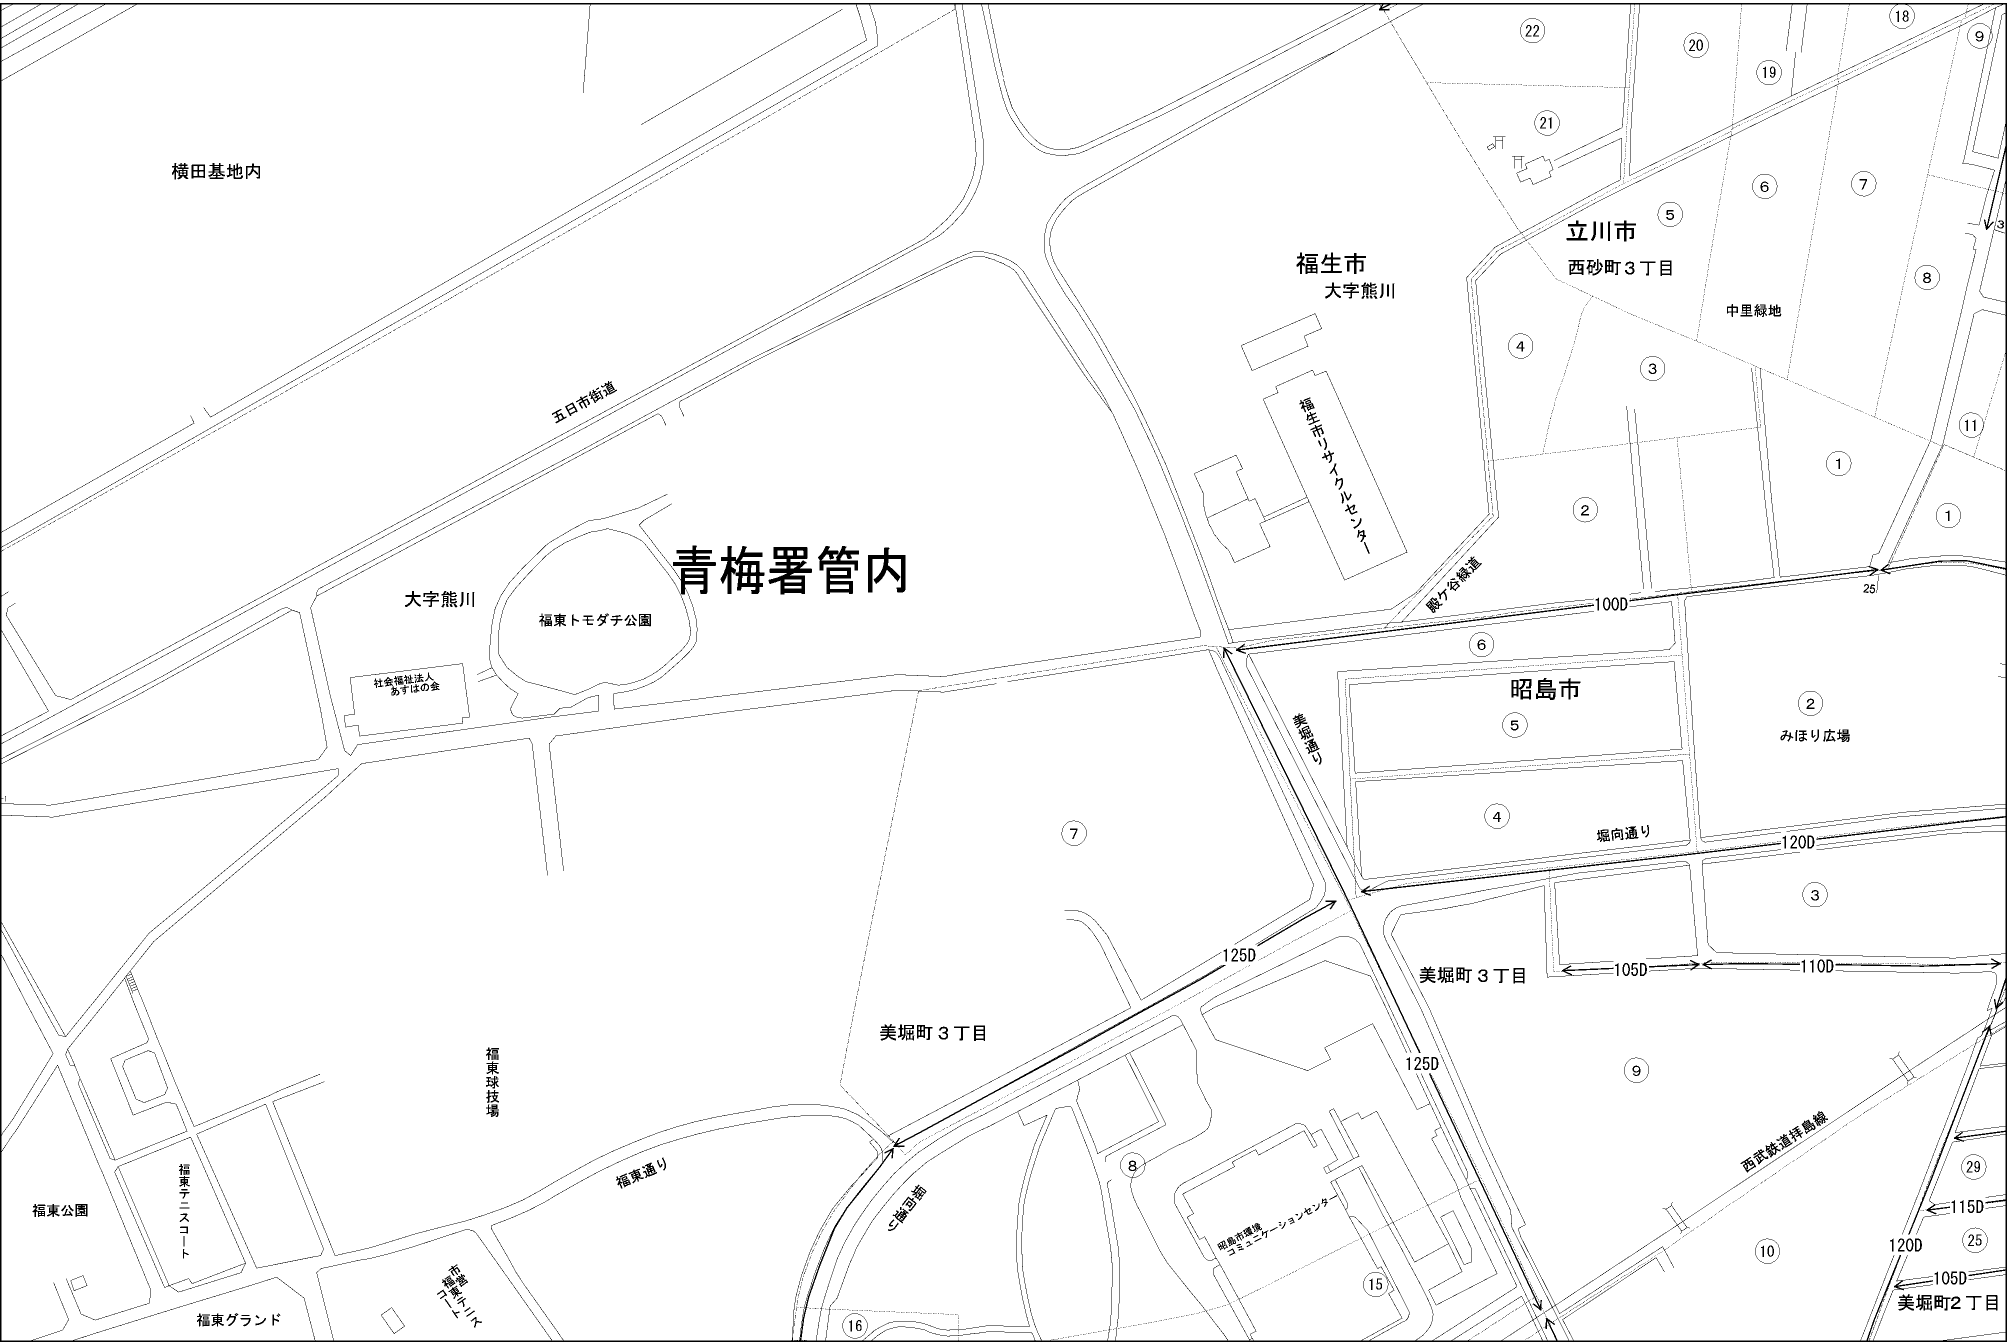 22
20
18
9
19
21
横田基地内
6
7
5
立川市
3
福生市
西砂町3丁目
8
大字熊川
中里緑地
4
3
五日市街道
福生市リサイクルセンター
11
1
2
1
青梅署管内
殿ケ谷緑道
25
大字熊川
100D
福東トモダチ公園
6
社会福祉法人
あすはの会
昭島市
2
5
美堀通り
みほり広場
4
堀向通り
120D
7
3
125D
105D
110D
美堀町3丁目
美堀町3丁目
125D
福東球技場
9
西武鉄道拝島線
8
29
福東通り
堀向通り
福東公園
福東テニスコート
115D
昭島市環境
コミュニケーションセンター
120D
25
10
105D
15
市営
福東テニス
コート
美堀町2丁目
福東グランド
16